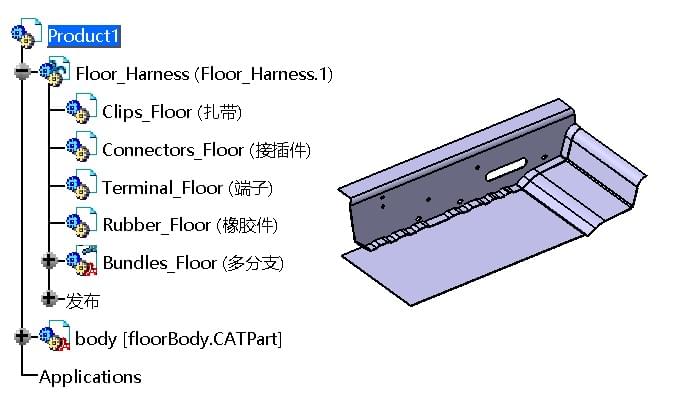 Product1
Floor_Harness (Floor_Harness.1)
Clips_Floor (扎带)
Connectors_Floor (接插件)
Terminal_Floor (端子)
Rubber_Floor (橡胶件)
Bundles_Floor (多分支)
发布
body [floorBody.CATPart]
Applications